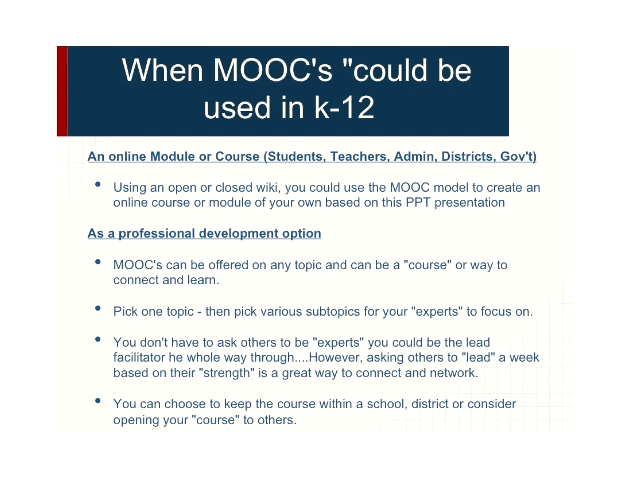 When MOOC's "could be
used in k-12
An online Module or Course (Students, Teachers, Admin, Districts, Gov't)
• Using an open or closed wiki, you could use the MOOC model to create an
online course or module of your own based on this PPT presentation
As a professional development option
• MOOC's can be offered on any topic and can be a "course" or way to
connect and learn.
• Pick one topic - then pick various subtopics for your "experts" to focus on.
• You don't have to ask others to be "experts" you could be the lead
facilitator he whole way through....However, asking others to "lead" a week
based on their "strength" is a great way to connect and network.
• You can choose to keep the course within a school, district or consider
opening your "course" to others.